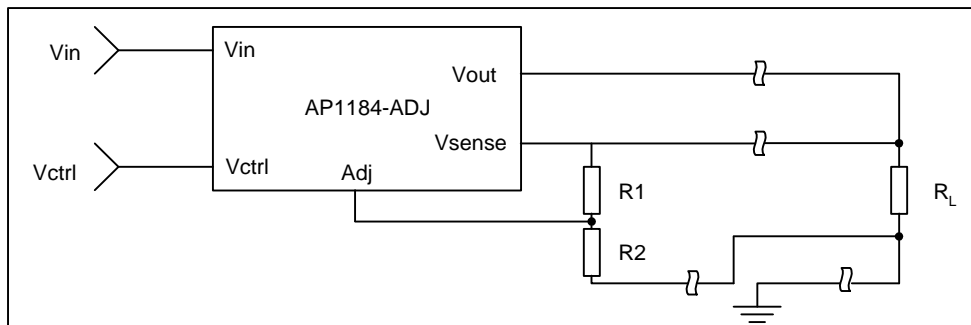 Vin
Vin
Vout
AP1184-ADJ
Vsense
Vctrl
Vctrl
Adj
R1
RL
R2